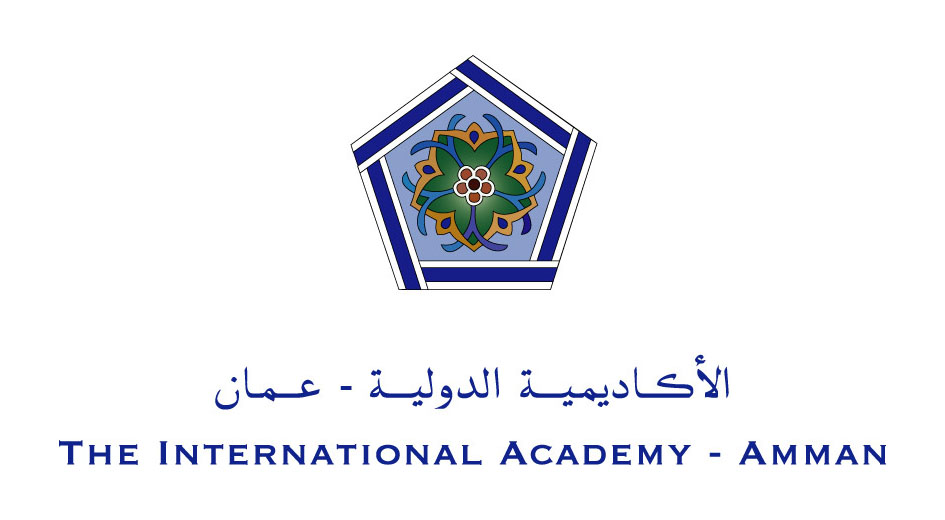 الأكاديمية الدولية - عمان
THE INTERNATIONAL ACADEMY - AMMAN